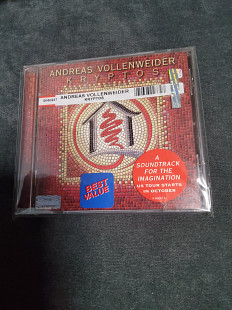 ANDREAS VOLLENWEIDER
KRYPTOS
ANDREAS VOLLENWEIDER
KRYPTOS
A
SOUNDTRACK
FOR THE
IMAGINATION
US TOUR STARTS
IN OCTOBER
BEST
VALUE